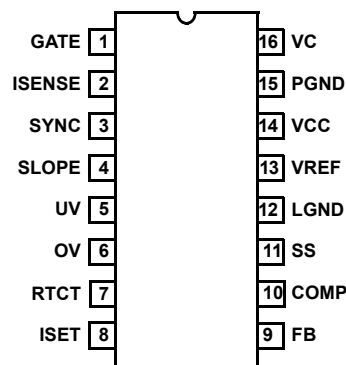 GATE 1 16 VC
ISENSE 2 15 PGND
SYNC 3 14 VCC
SLOPE 4 13 VREF
UV 5 12 LGND
OV 6 11 SS
RTCT 7 10 COMP
ISET 8 9 FB